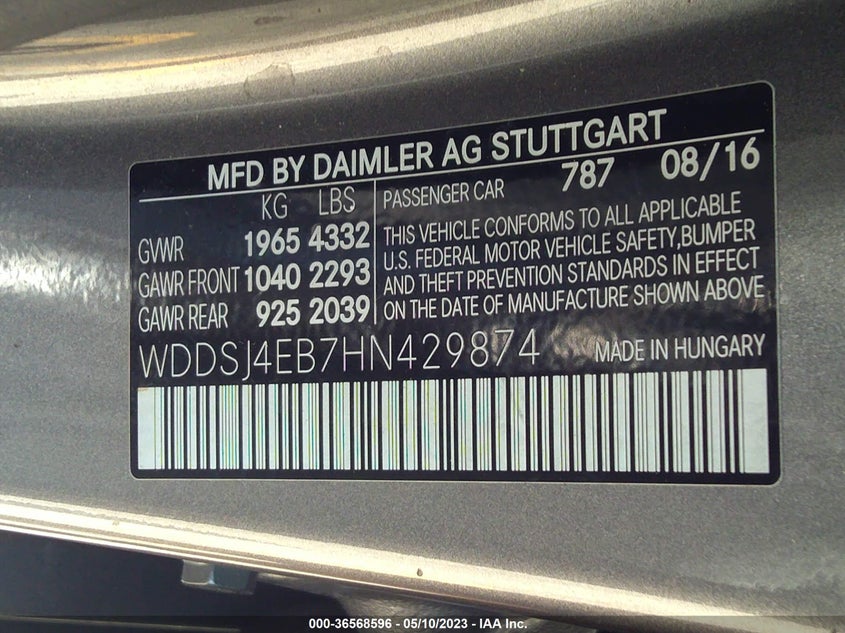 MFD BY DAIMLER AG STUTTGART
KG LBS
GVWR 1965 4332
GAWR FRONT 1040 2293
GAWR REAR 925 2039
PASSENGER CAR 787 08/16
THIS VEHICLE CONFORMS TO ALL APPLICABLE
U.S. FEDERAL MOTOR VEHICLE SAFETY,BUMPER
AND THEFT PREVENTION STANDARDS IN EFFECT
ON THE DATE OF MANUFACTURE SHOWN ABOVE
WDDSJ4EB7HN429874 MADE IN HUNGARY
000-36568596 - 05/10/2023 - IAA Inc.